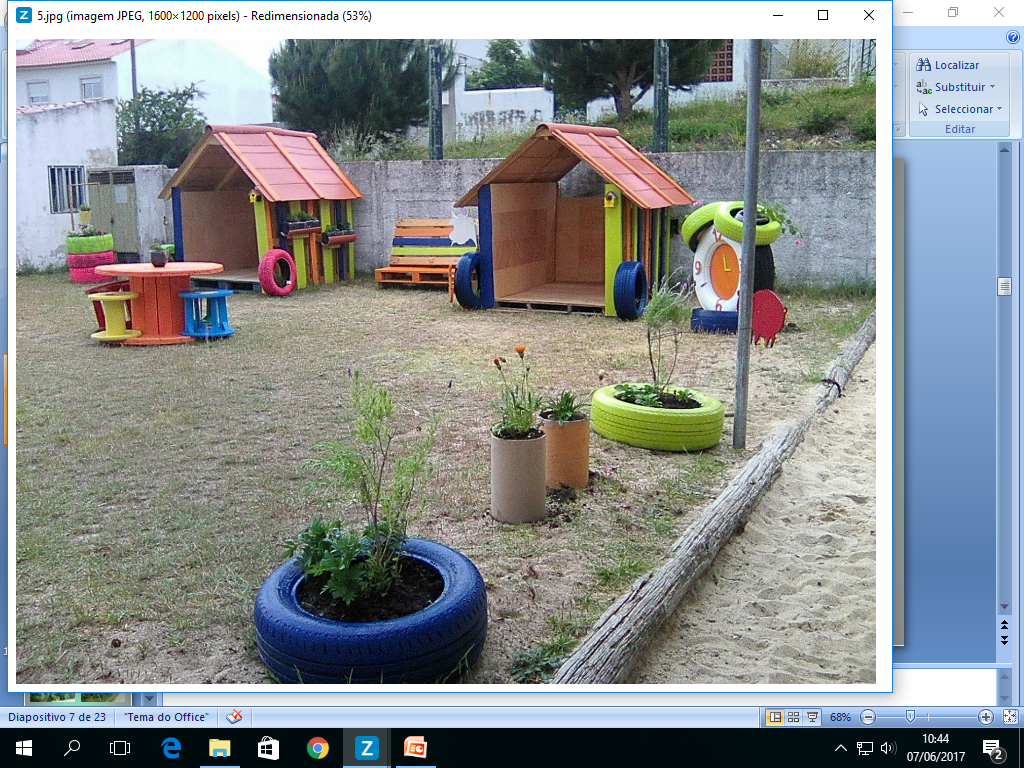 5.jpg (imagem JPEG, 1600×1200 pixels) - Redimensionada (53%)
Localizar
Substituir
Seleccionar
Editar
Diapositivo 7 de 23
"Tema do Office"
68%
10:44
07/06/2017
2